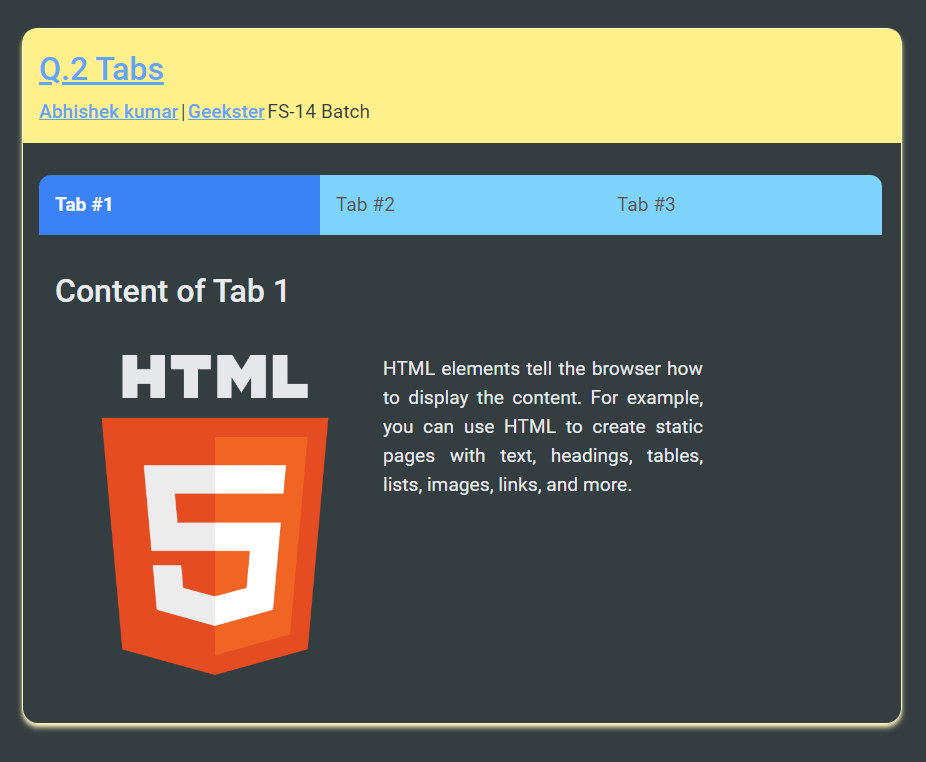 Q.2 Tabs
Abhishek kumar | Geekster FS-14 Batch
Tab #1 Tab #2 Tab #3
Content of Tab 1
HTML
5
HTML elements tell the browser how
to display the content. For example,
you can use HTML to create static
pages with text, headings, tables,
lists, images, links, and more.